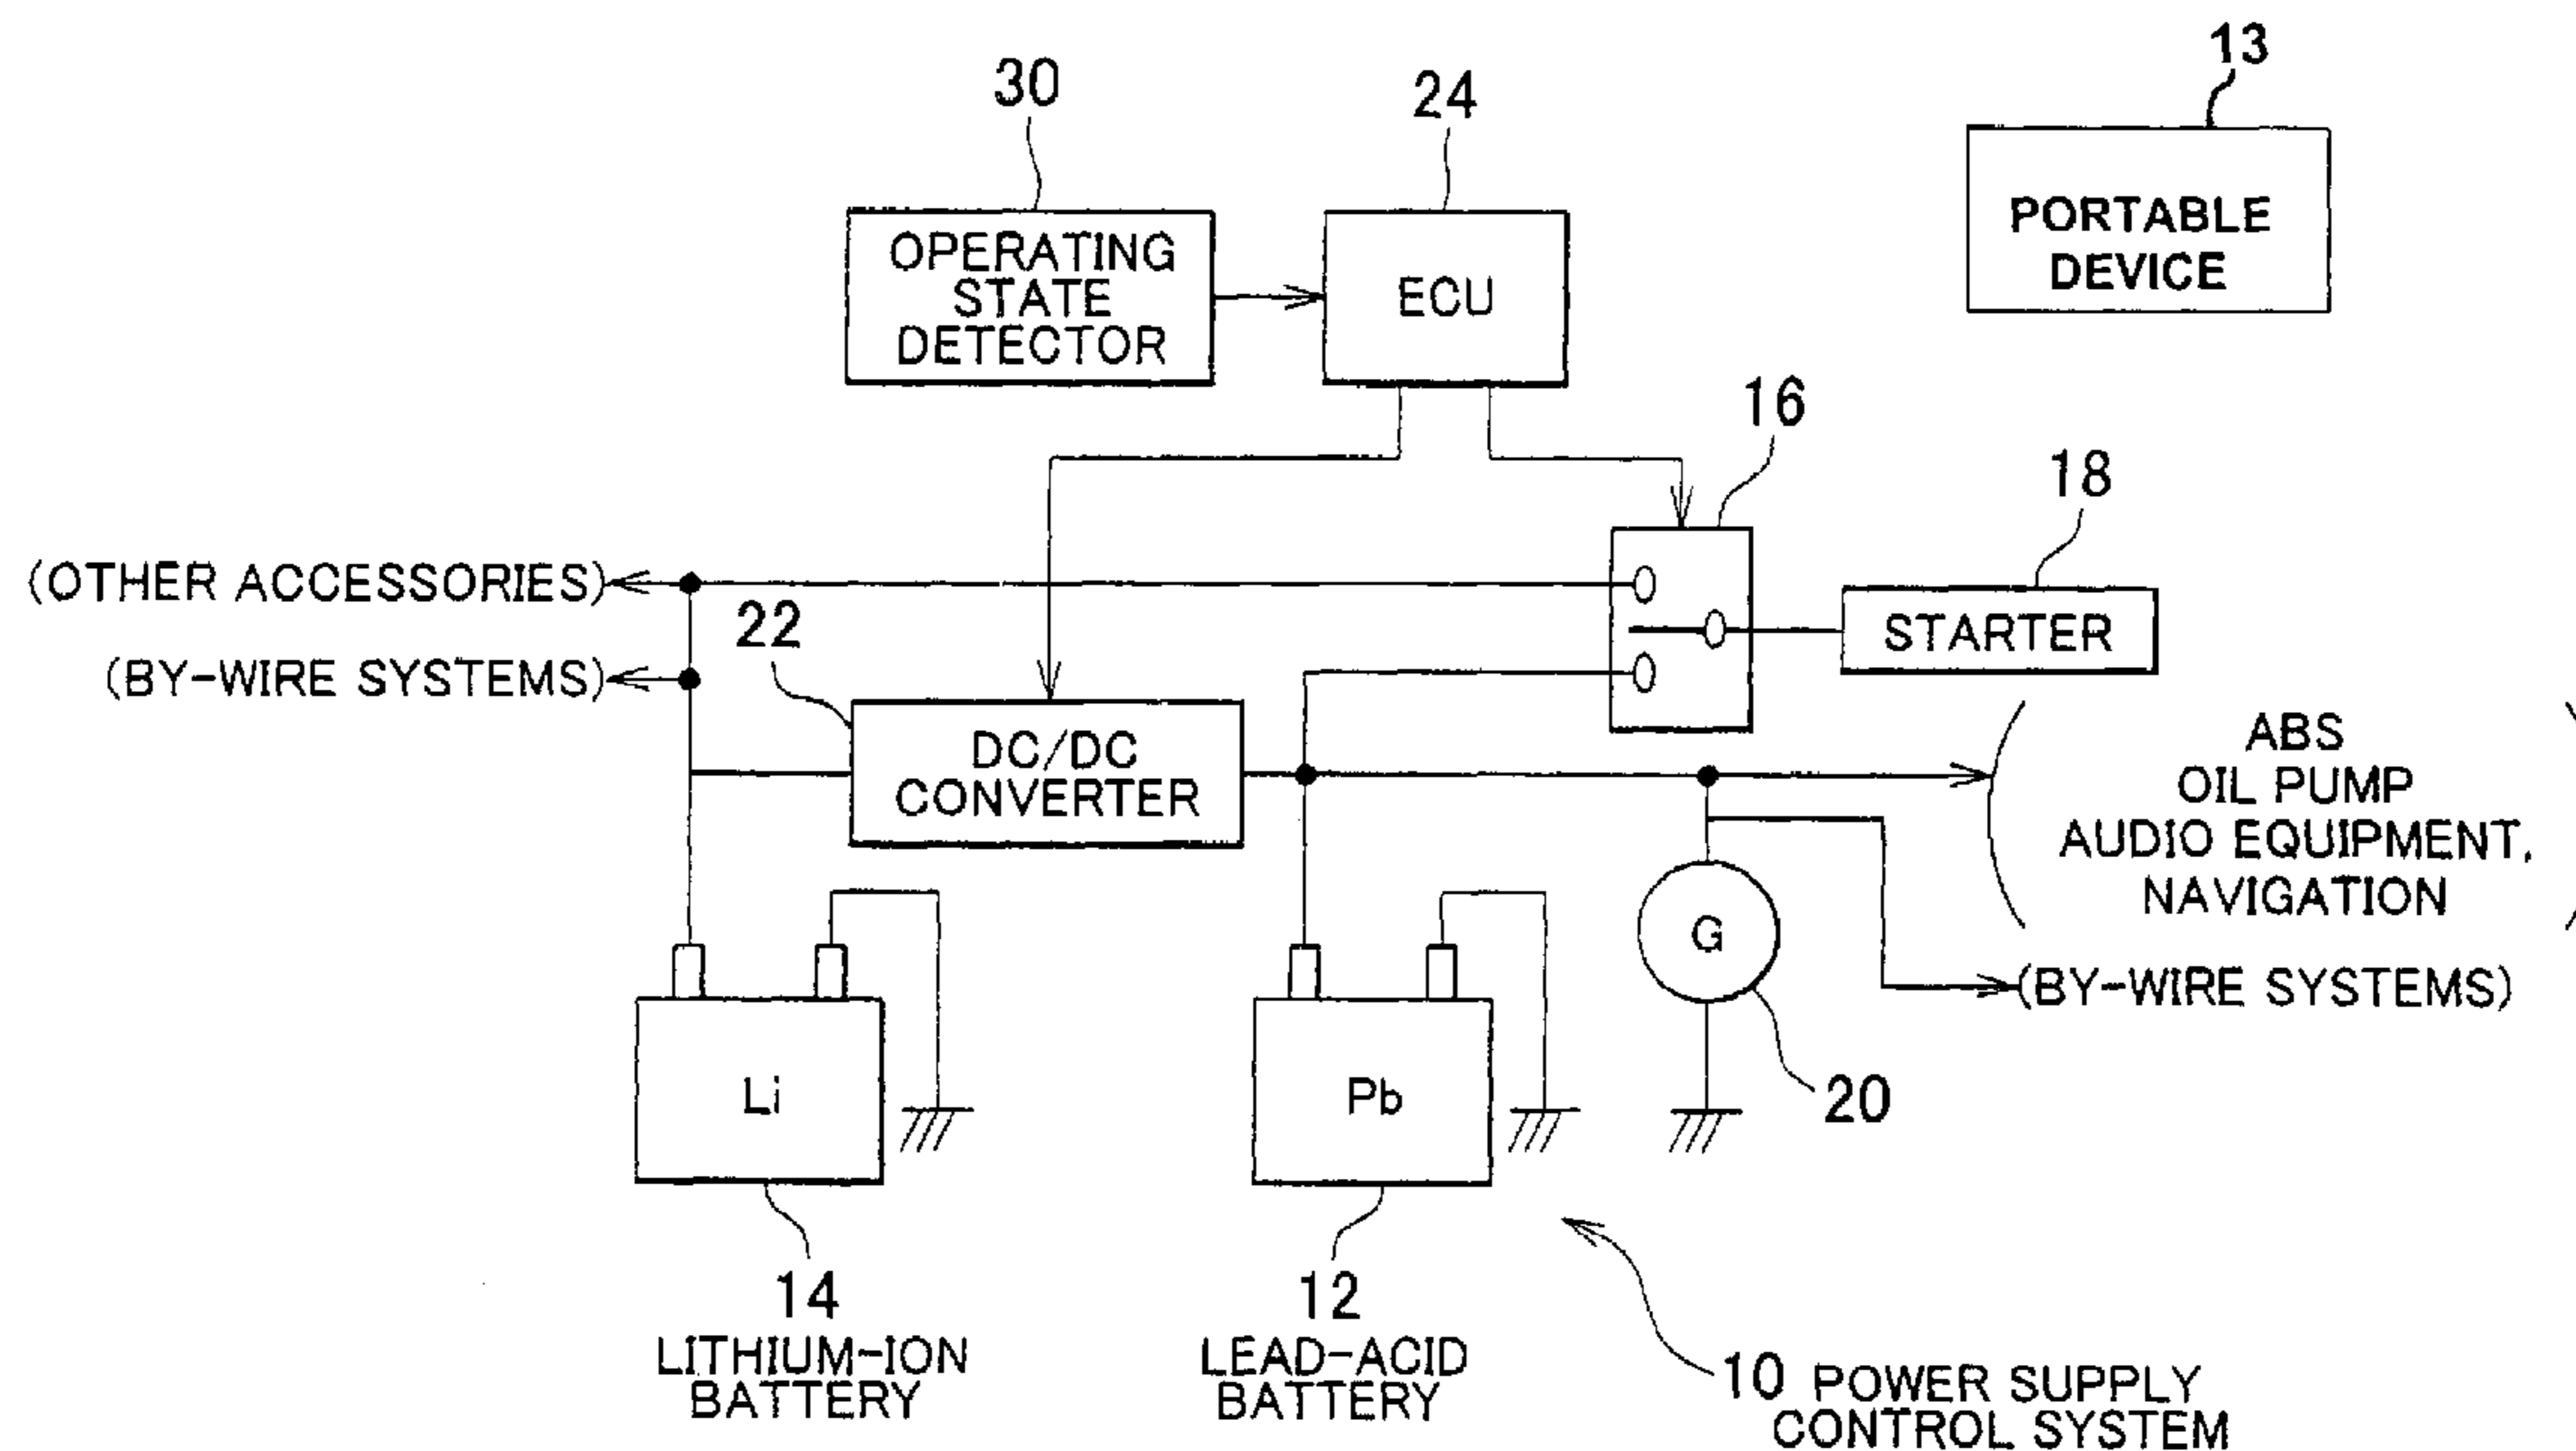 13
30
24
PORTABLE
DEVICE
OPERATING
STATE
DETECTOR
ECU
16
18
(OTHER ACCESSORIES)
22
STARTER
(BY-WIRE SYSTEMS)
DC/DC
CONVERTER
ABS
OIL PUMP
AUDIO EQUIPMENT,
NAVIGATION
G
(BY-WIRE SYSTEMS)
Li
Pb
20
14
LITHIUM-ION
BATTERY
12
LEAD-ACID
BATTERY
10 POWER SUPPLY
CONTROL SYSTEM